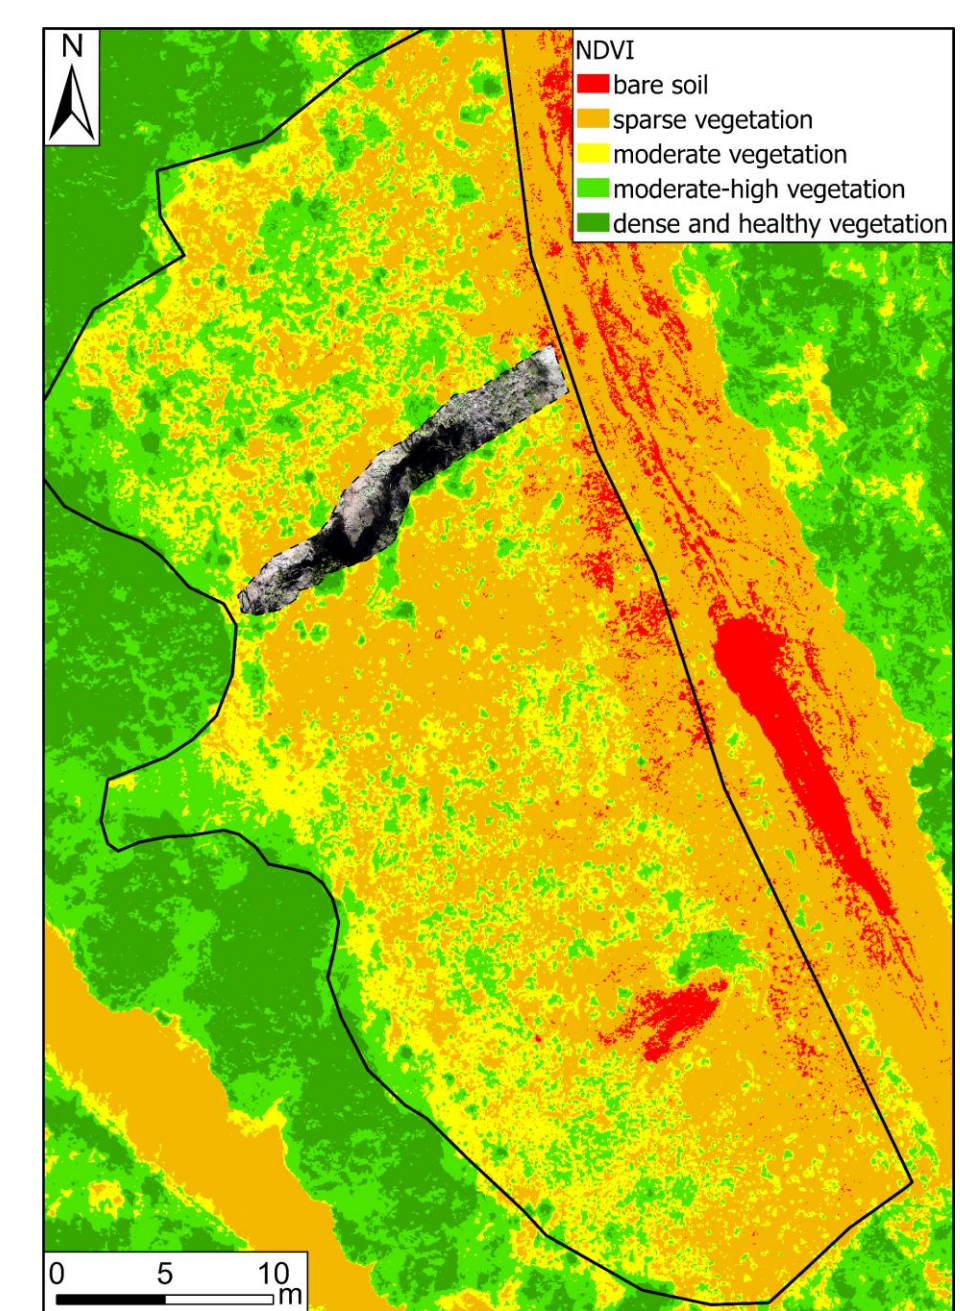 N
NDVI
bare soil
sparse vegetation
moderate vegetation
moderate-high vegetation
dense and healthy vegetation
0 5 10
m